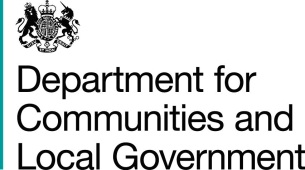 Department for
Communities and
Local Government